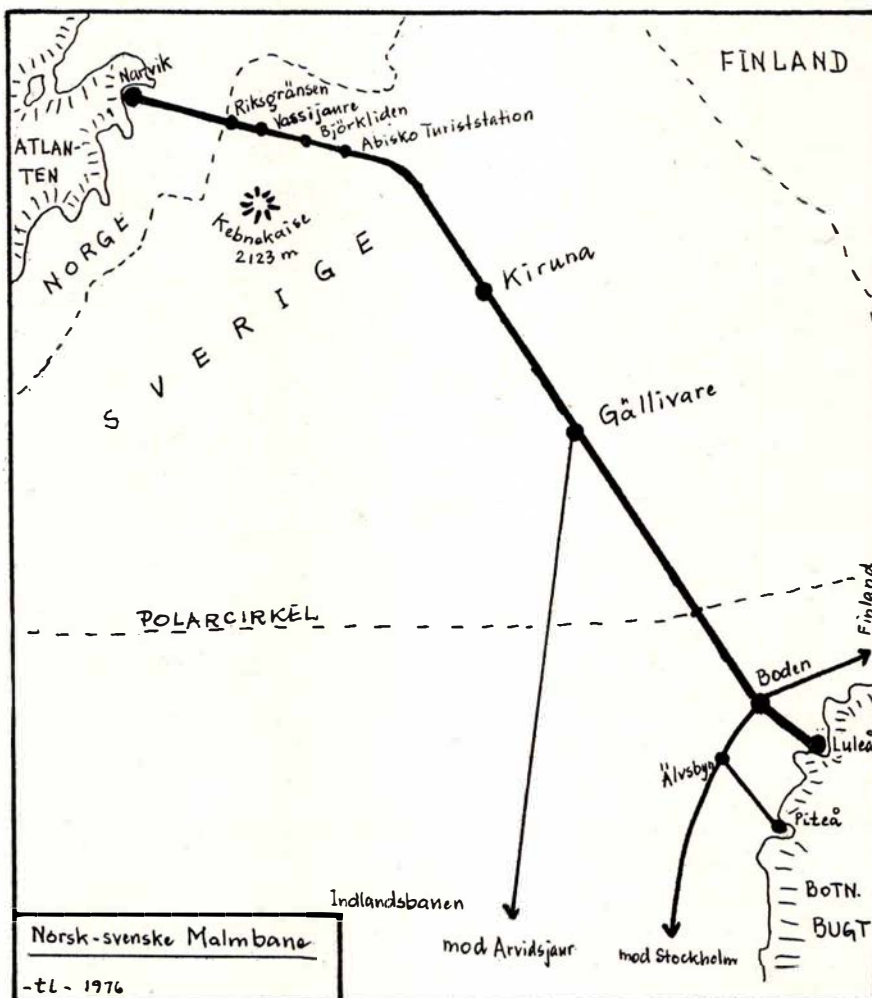 FINLAND
Narvik
Riksgränsen
Vassijaure
Björkliden
Abisko Turiststation
ATLAN-
TEN
Kebnekaise
2123 m
NORGE
SVERIGE
Kiruna
Gällivare
POLARCIRKEL
Finland
Boden
Luleå
Älvsbyn
Piteå
BOTN.
BUGT
Indlandsbanen
mod Arvidsjaur
mod Stockholm
Norsk-svenske Malmbane
-tl- 1976